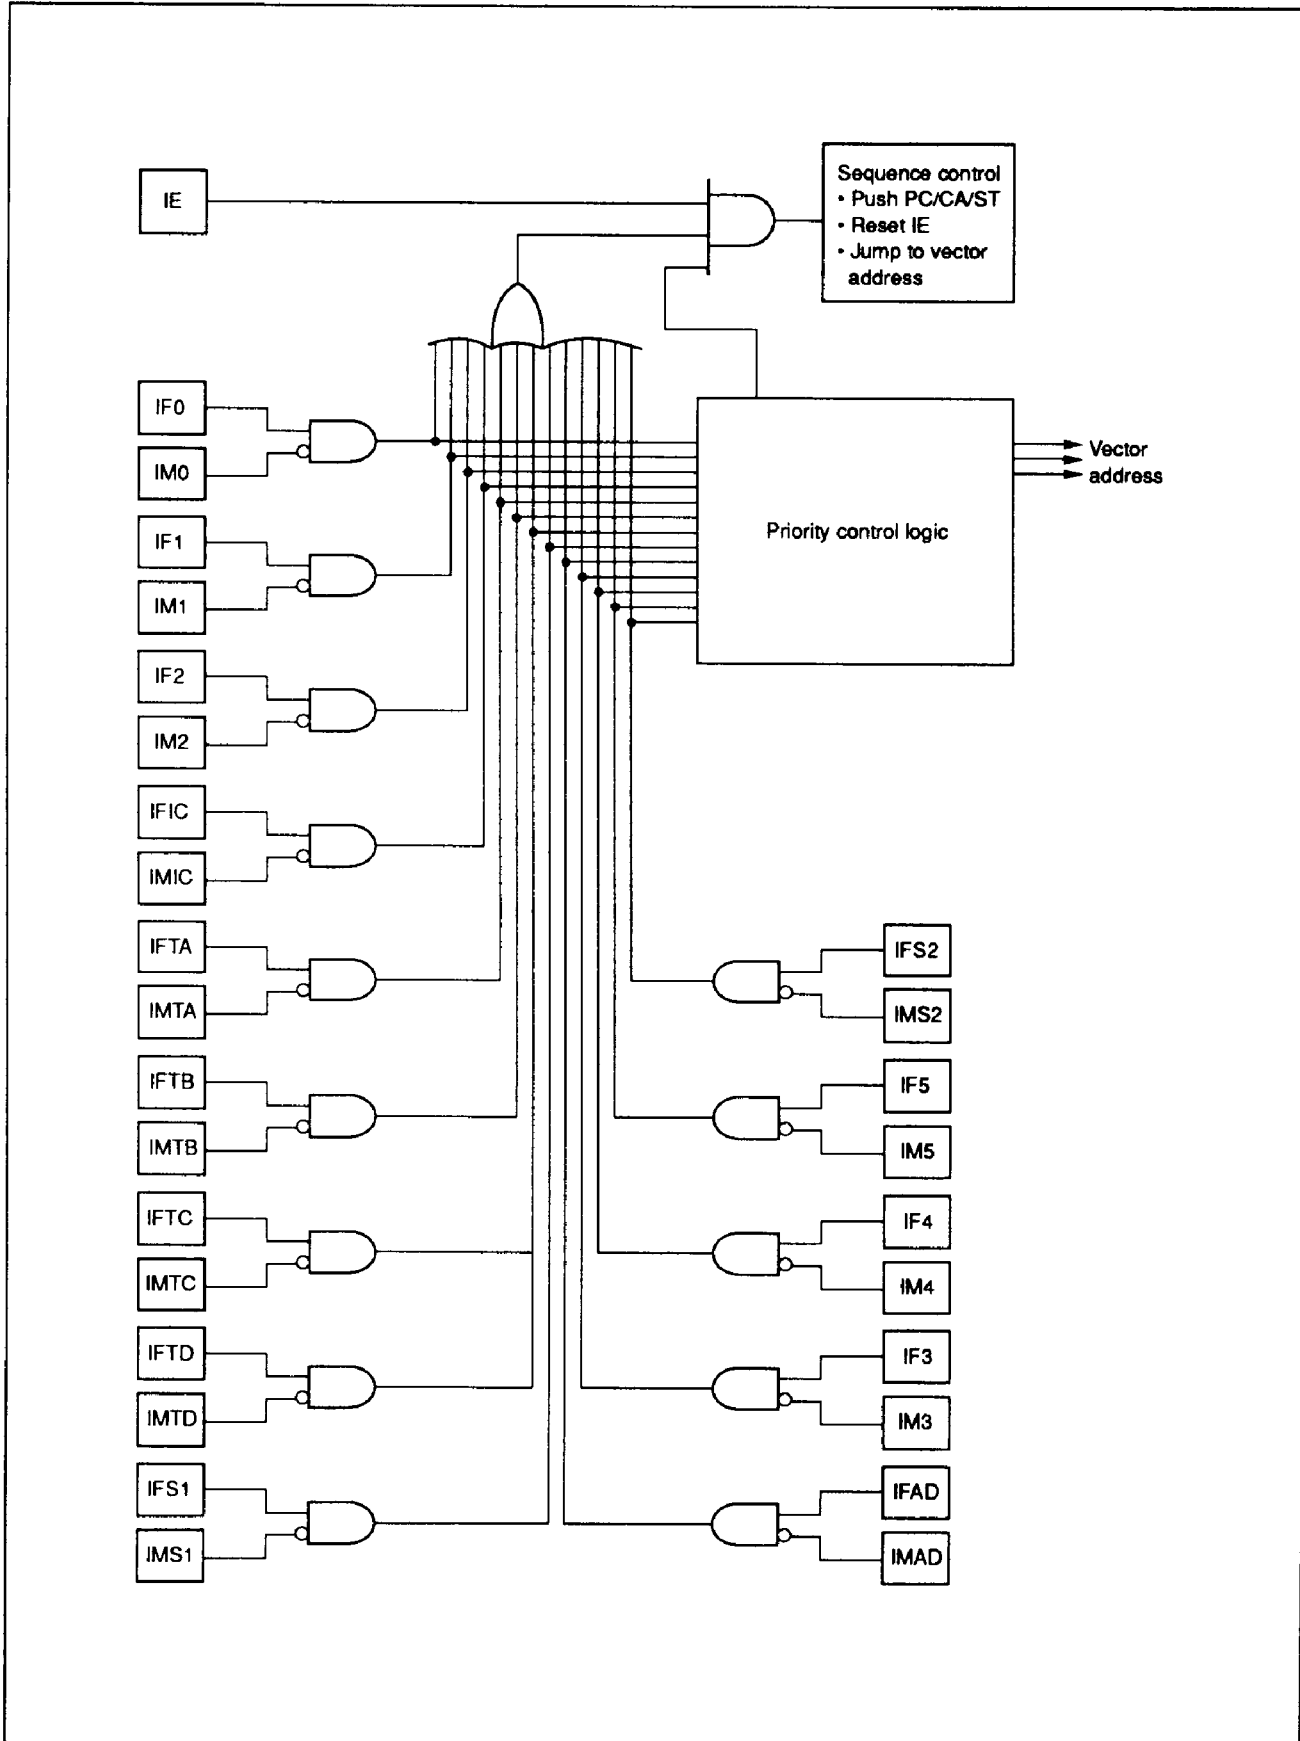 IE
Sequence control
• Push PC/CA/ST
• Reset IE
• Jump to vector
address
IF0
IM0
IF1
IM1
IF2
IM2
IFIC
IMIC
IFTA
IMTA
IFTB
IMTB
IFTC
IMTC
IFTD
IMTD
IFS1
IMS1
Priority control logic
Vector
address
IFS2
IMS2
IF5
IM5
IF4
IM4
IF3
IM3
IFAD
IMAD